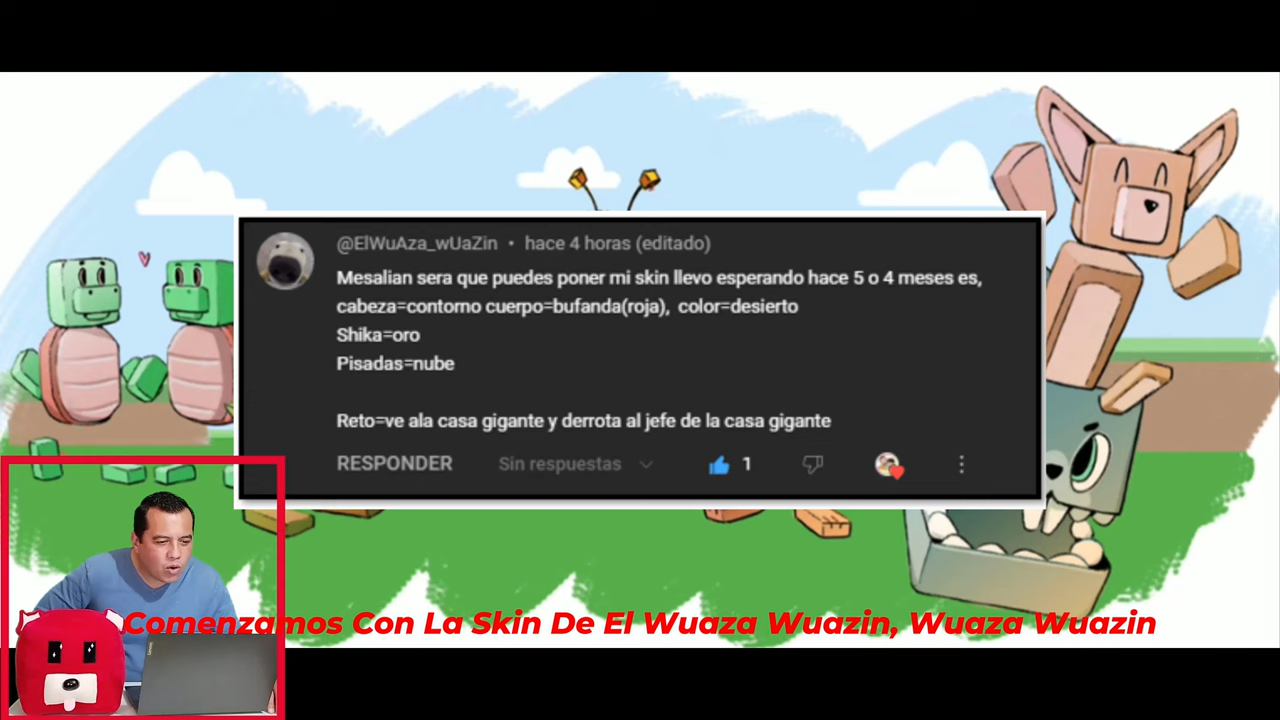 @ElWuAza_wUaZin • hace 4 horas (editado)
Mesalian sera que puedes poner mi skin llevo esperando hace 5 o 4 meses es,
cabeza=contorno cuerpo=bufanda(roja), color=desierto
Shika=oro
Pisadas=nube
Reto=ve ala casa gigante y derrota al jefe de la casa gigante
RESPONDER Sin respuestas 1
Comenzamos Con La Skin De El Wuaza Wuazin, Wuaza Wuazin
Lenovo